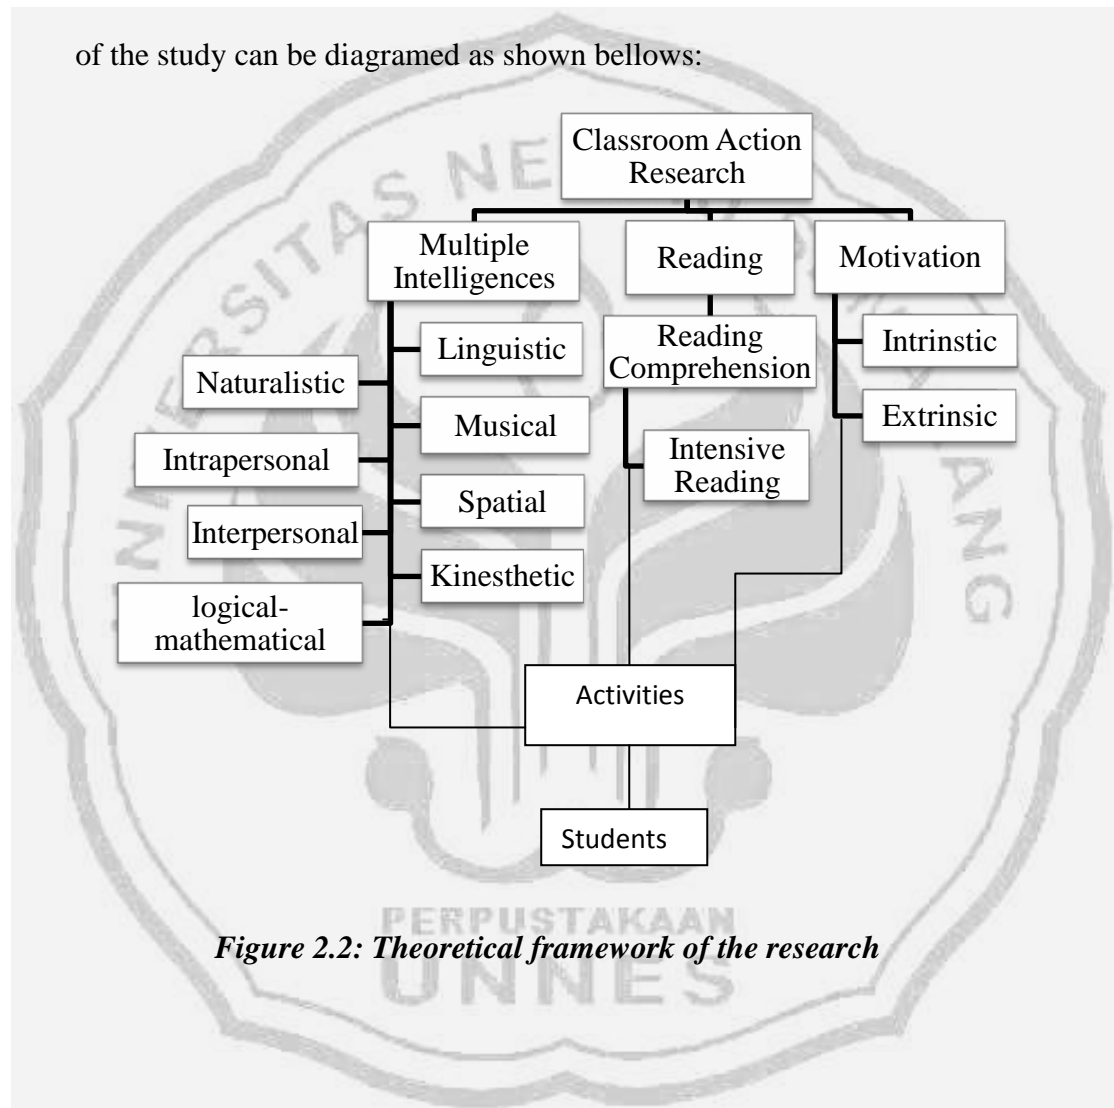 of the study can be diagramed as shown bellows:
Classroom Action
Research
Multiple
Intelligences
Reading
Motivation
Linguistic
Naturalistic
Musical
Intrapersonal
Spatial
Interpersonal
Kinesthetic
logical-
mathematical
Reading
Comprehension
Intensive
Reading
Intrinstic
Extrinsic
Activities
Students
PERPUSTAKAAN
Figure 2.2: Theoretical framework of the research
UNNES